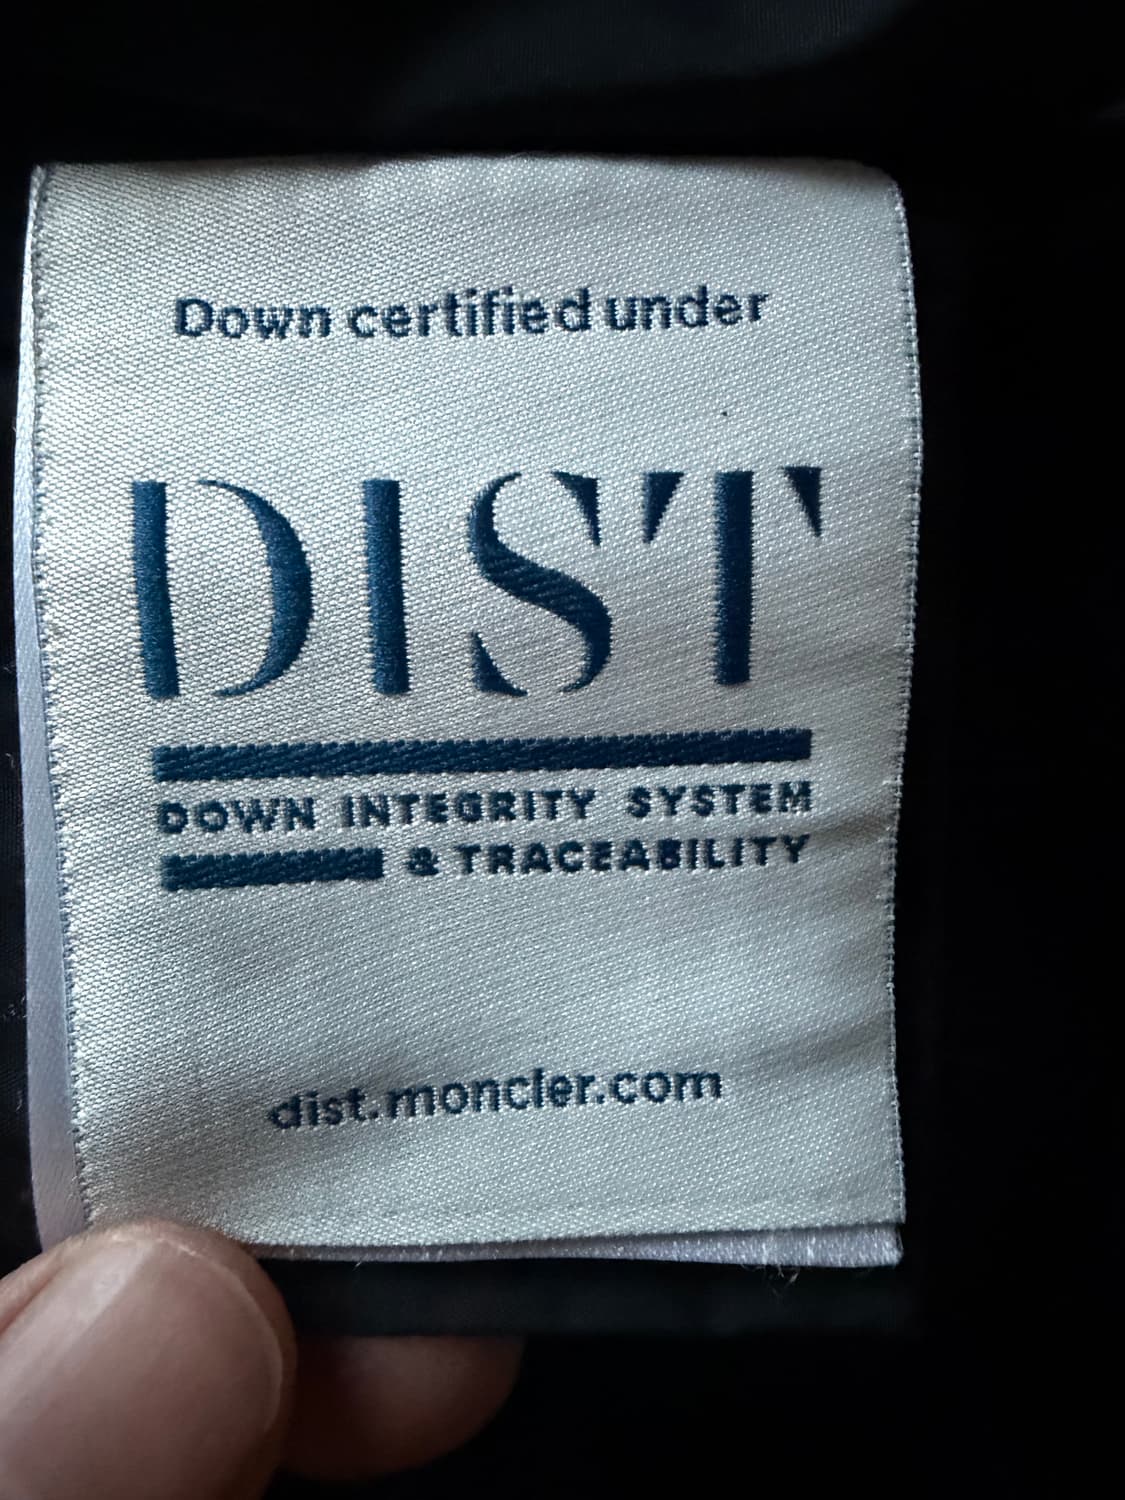 Down certified under
DIST
DOWN INTEGRITY SYSTEM
& TRACEABILITY
dist.moncler.com